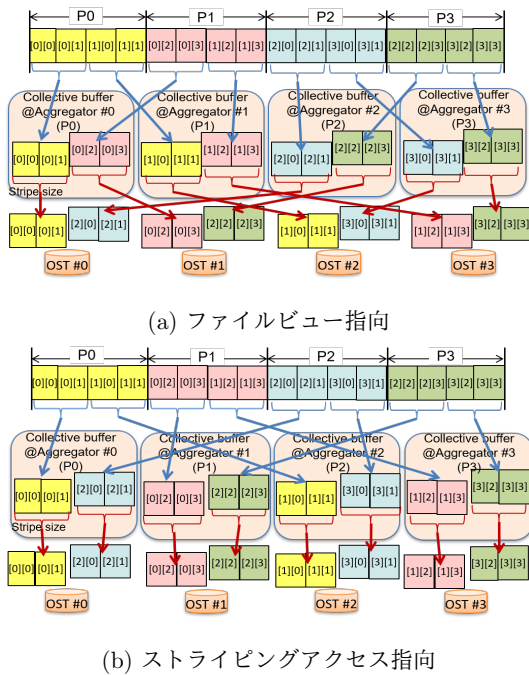 P0 P1 P2 P3
[0][0] [0][1] [1][0] [1][1] [0][2] [0][3] [1][2] [1][3] [2][0] [2][1] [3][0] [3][1] [2][2] [2][3] [3][2] [3][3]
Collective buffer Collective buffer Collective buffer Collective buffer
@Aggregator #0 @Aggregator #1 @Aggregator #2 @Aggregator #3
(P0) (P1) (P2) (P3)
[0][0] [0][1] [0][2] [0][3] [1][0] [1][1] [1][2] [1][3] [2][0] [2][1] [2][2] [2][3] [3][0] [3][1] [3][2] [3][3]
Stripe size
[0][0] [0][1] [2][0] [2][1] [0][2] [0][3] [2][2] [2][3] [1][0] [1][1] [3][0] [3][1] [1][2] [1][3] [3][2] [3][3]
OST #0 OST #1 OST #2 OST #3
(a) ファイルビュー指向
P0 P1 P2 P3
[0][0] [0][1] [1][0] [1][1] [0][2] [0][3] [1][2] [1][3] [2][0] [2][1] [3][0] [3][1] [2][2] [2][3] [3][2] [3][3]
Collective buffer Collective buffer Collective buffer Collective buffer
@Aggregator #0 @Aggregator #1 @Aggregator #2 @Aggregator #3
(P0) (P1) (P2) (P3)
[0][0] [0][1] [2][0] [2][1] [0][2] [0][3] [2][2] [2][3] [1][0] [1][1] [3][0] [3][1] [1][2] [1][3] [3][2] [3][3]
Stripe size
[0][0] [0][1] [2][0] [2][1] [0][2] [0][3] [2][2] [2][3] [1][0] [1][1] [3][0] [3][1] [1][2] [1][3] [3][2] [3][3]
OST #0 OST #1 OST #2 OST #3
(b) ストライピングアクセス指向